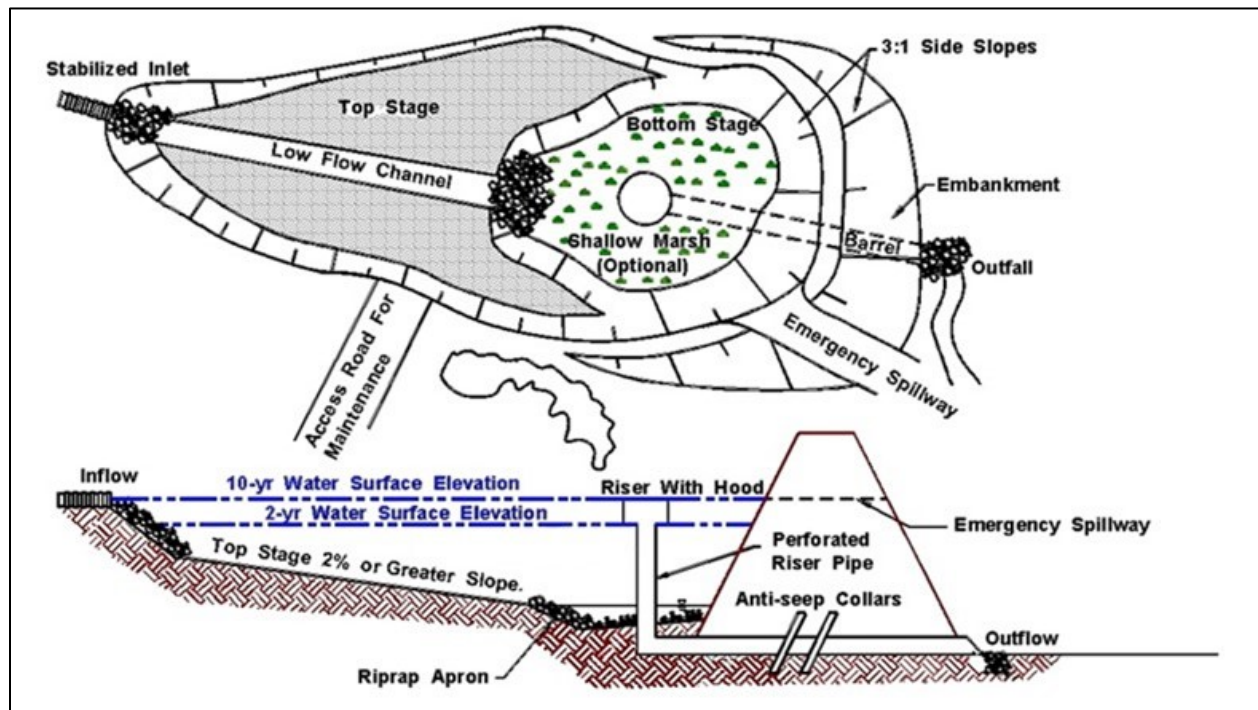 3:1 Side Slopes
Stabilized Inlet
Top Stage
Bottom Stage
Low Flow Channel
Embankment
Shallow Marsh
(Optional)
Barrel
Outfall
Access Road For
Maintenance
Emergency Spillway
Inflow
10-yr Water Surface Elevation
Riser With Hood
2-yr Water Surface Elevation
Emergency Spillway
Top Stage 2% or Greater Slope.
Perforated
Riser Pipe
Anti-seep Collars
Outflow
Riprap Apron